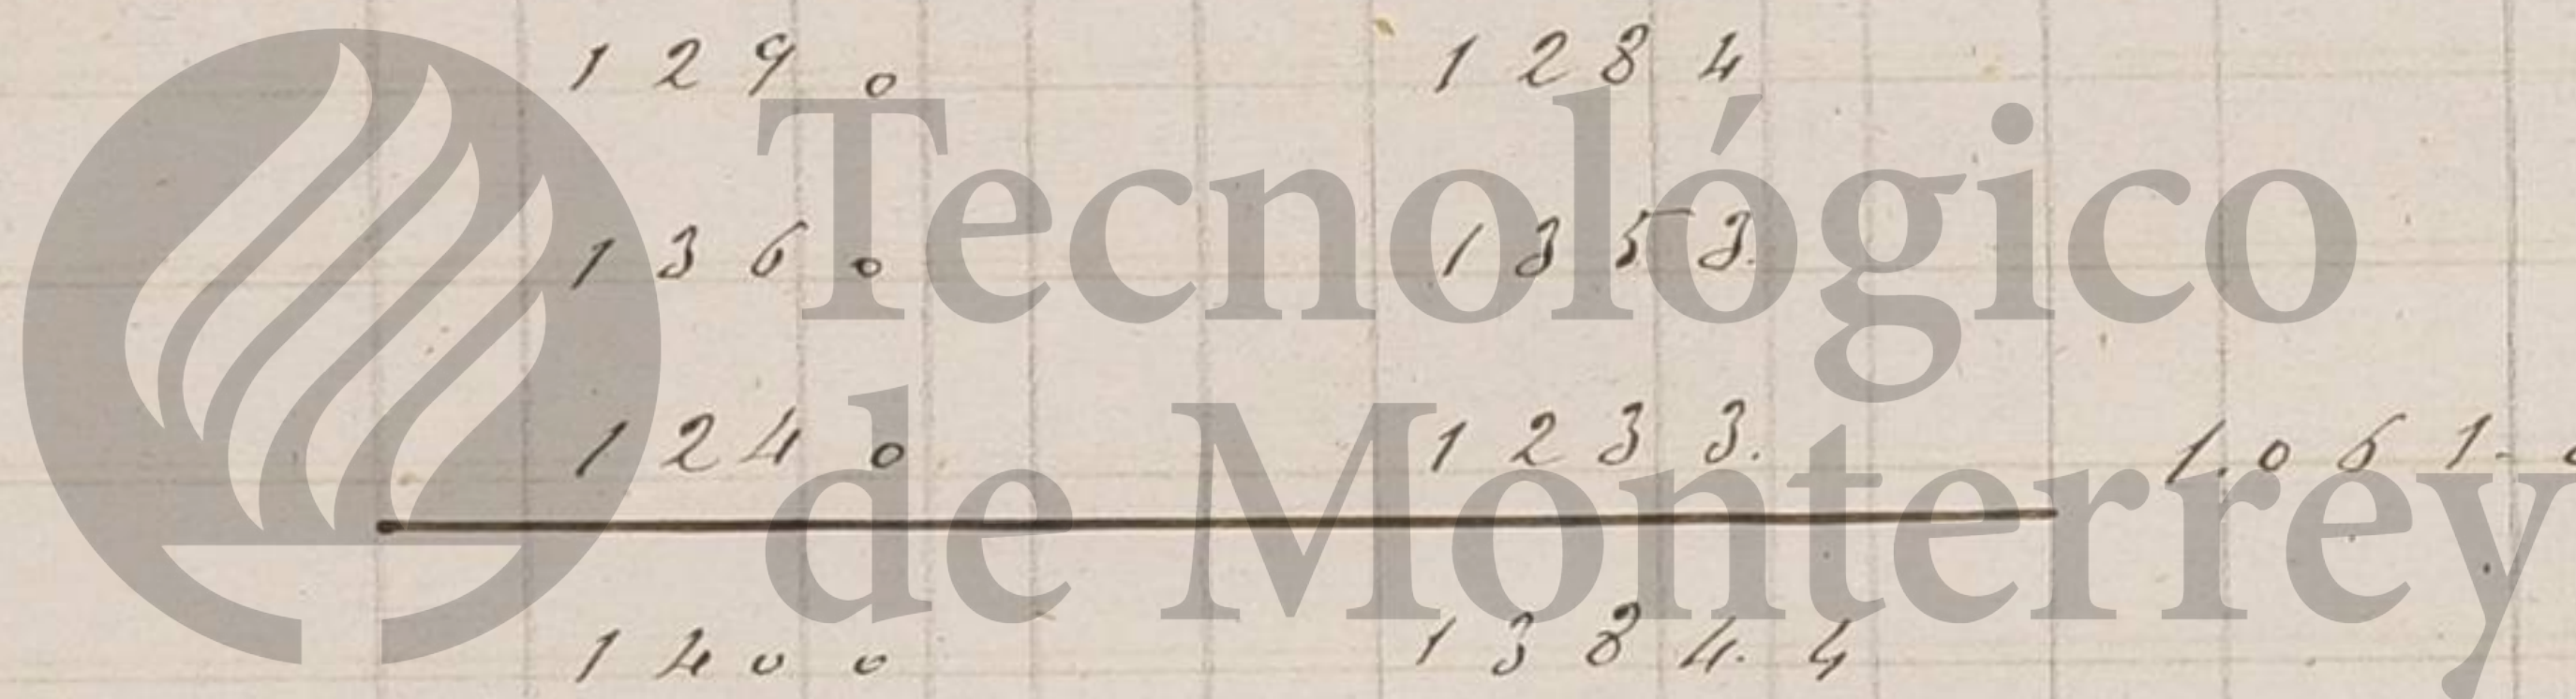 1 2 9 0 1 2 8 4
Tecnológico
1 3 6 0 1 3 5 3.
1 2 4 0 1 2 3 3. 1.0 6 1.
de Monterrey
1 4 0 0 1 3 8 4. 4